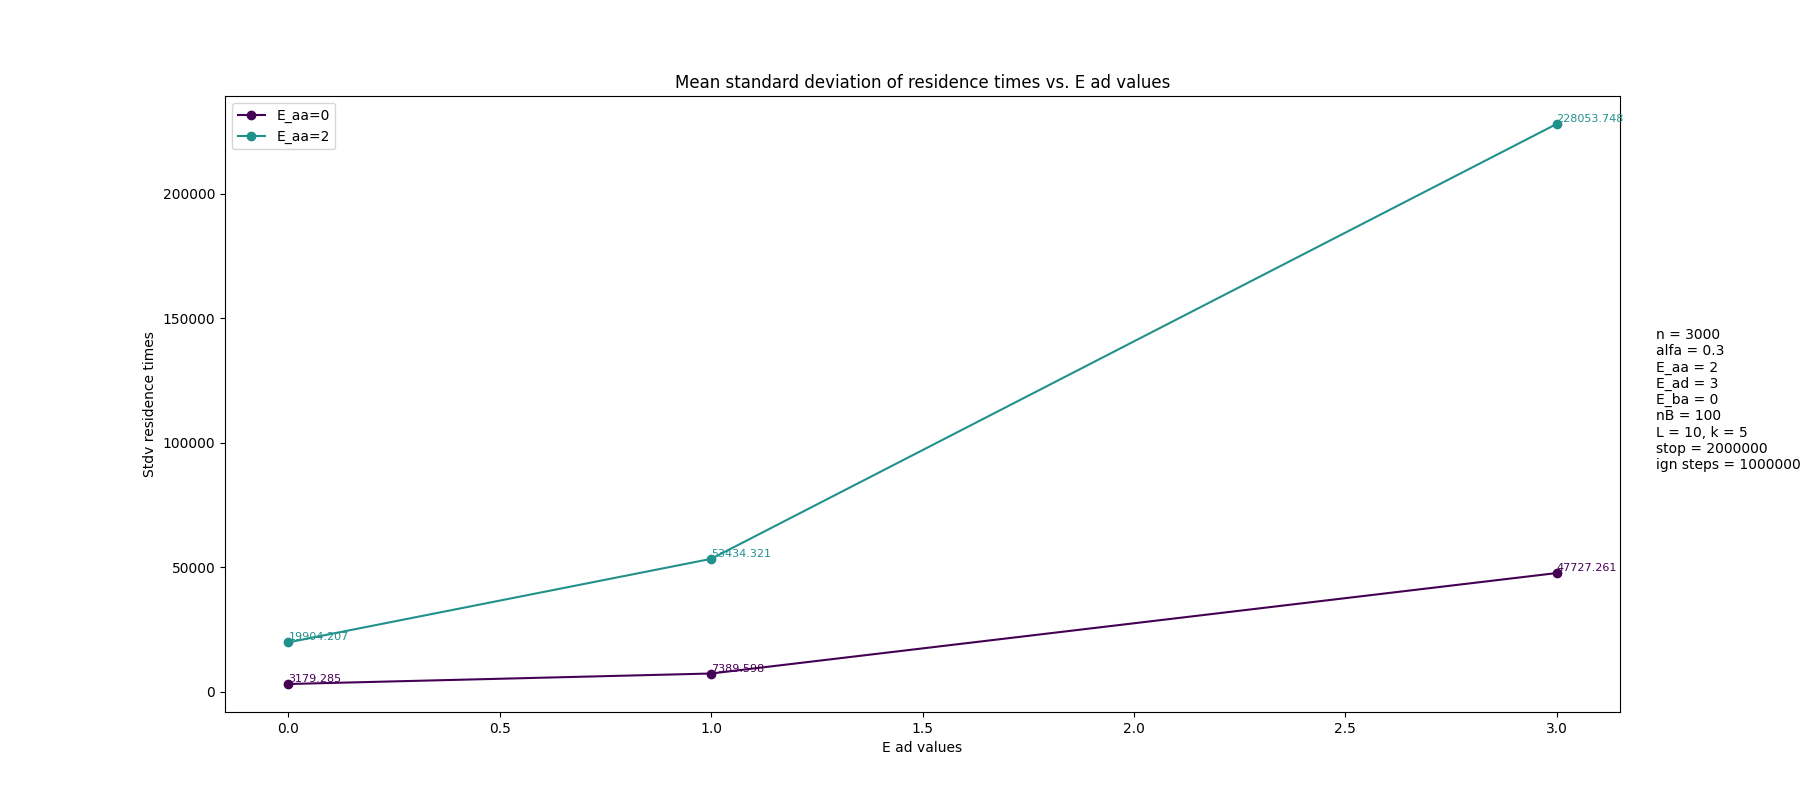 Mean standard deviation of residence times vs. E ad values
E_aa=0
E_aa=2
228053.748
200000
150000
100000
50000
0
Stdv residence times
53434.321
47727.261
19904.207
7389.598
3179.285
0.0
0.5
1.0
1.5
2.0
2.5
3.0
E ad values
n = 3000
alfa = 0.3
E_aa = 2
E_ad = 3
E_ba = 0
nB = 100
L = 10, k = 5
stop = 2000000
ign steps = 1000000